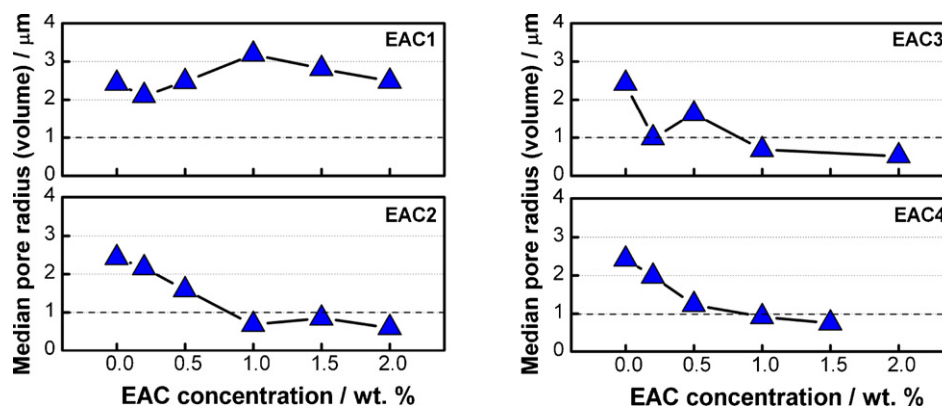 Median pore radius (volume) / μm
4
3
2
1
0
EAC1
4
3
2
1
0
EAC2
0.0 0.5 1.0 1.5 2.0
EAC concentration / wt. %
Median pore radius (volume) / μm
4
3
2
1
0
EAC3
4
3
2
1
0
EAC4
0.0 0.5 1.0 1.5 2.0
EAC concentration / wt. %